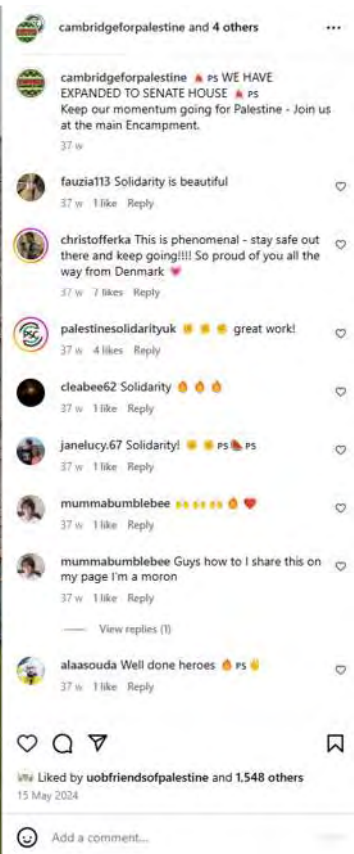 cambridgeforpalestine and 4 others
cambridgeforpalestine 🚨 PS WE HAVE
EXPANDED TO SENATE HOUSE 🚨 PS
Keep our momentum going for Palestine - Join us
at the main Encampment.
37 w
fauzia113 Solidarity is beautiful
37 w 1 like Reply
christofferka This is phenomenal - stay safe out
there and keep going!!!! So proud of you all the
way from Denmark 💗
37 w 7 likes Reply
palestinesolidarityuk ✊ ✊ ✊ great work!
37 w 4 likes Reply
cleabee62 Solidarity 🔥 🔥 🔥
37 w 1 like Reply
janelucy.67 Solidarity! ✊ ✊ PS 🍉 PS
37 w 1 like Reply
mummabumblebee 🙌 🙌 🙌 🙌 🔥 ❤️
37 w 1 like Reply
mummabumblebee Guys how to I share this on
my page I'm a moron
37 w 1 like Reply
View replies (1)
alaasouda Well done heroes 🔥 PS ✌️
37 w 1 like Reply
Liked by uobfriendsofpalestine and 1,548 others
15 May 2024
Add a comment...